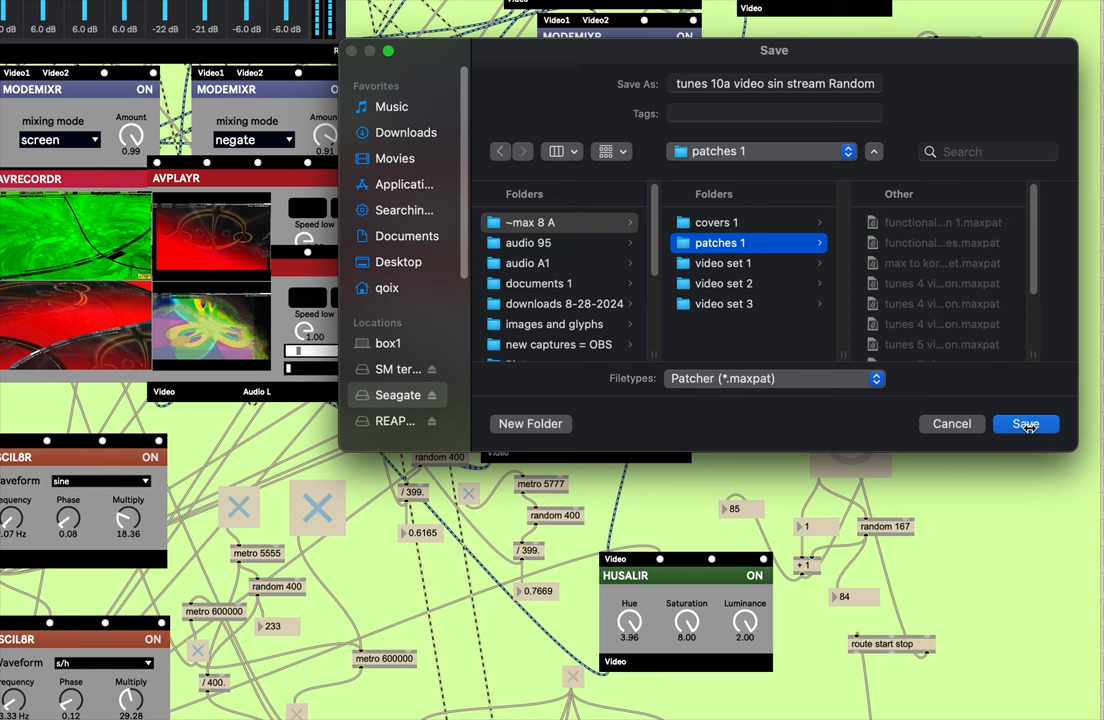 0 dB 6.0 dB 6.0 dB 6.0 dB -22 dB -21 dB -6.0 dB -6.0 dB
Video1 Video2
MODEMIXR ON
Video
Video1 Video2
MODEMIXR ON
mixing mode
screen
Amount
0.99
Video1 Video2
MODEMIXR
mixing mode
negate
Amoun
0.91
AVRECORDR
AVPLAYR
Speed low
Speed low
1.00
Video Audio L
Save
Save As: tunes 10a video sin stream Random
Tags:
patches 1
Search
Favorites
Music
Downloads
Movies
Applicati...
Searchin...
Documents
Desktop
qoix
Locations
box1
SM ter...
Seagate
REAP...
Folders
~max 8 A
audio 95
audio A1
documents 1
downloads 8-28-2024
images and glyphs
new captures = OBS
Folders
covers 1
patches 1
video set 1
video set 2
video set 3
Other
functional...n 1.maxpat
functional...es.maxpat
max to kor...et.maxpat
tunes 4 vi...on.maxpat
tunes 4 vi...on.maxpat
tunes 5 vi...on.maxpat
Filetypes: Patcher (*.maxpat)
New Folder
Cancel
Save
SCIL8R ON
Waveform sine
equency Phase Multiply
2.07 Hz 0.08 18.36
random 400
/ 399.
0.6165
metro 5777
random 400
/ 399.
0.7669
85
1
random 167
+ 1
84
route start stop
metro 5555
random 400
metro 600000
233
metro 600000
/ 400.
Video
HUSALIR ON
Hue Saturation Luminance
3.96 8.00 2.00
Video
SCIL8R ON
Waveform s/h
equency Phase Multiply
3.33 Hz 0.12 29.28